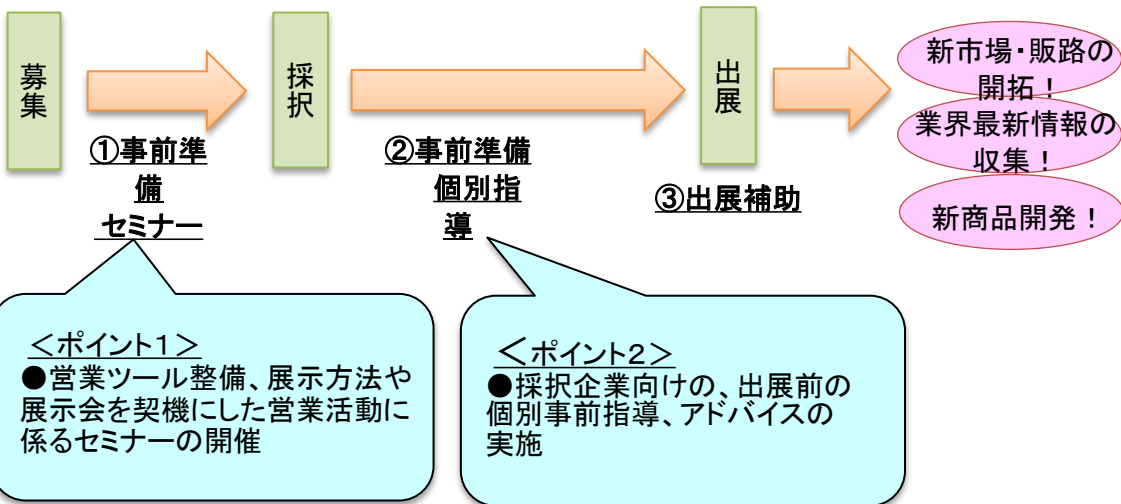 募集
採択
出展
新市場・販路の
開拓！
業界最新情報の
収集！
新商品開発！
①事前準
備
セミナー
②事前準備
個別指
導
③出展補助
＜ポイント１＞
●営業ツール整備、展示方法や
展示会を契機にした営業活動に
係るセミナーの開催
＜ポイント２＞
●採択企業向けの、出展前の
個別事前指導、アドバイスの
実施